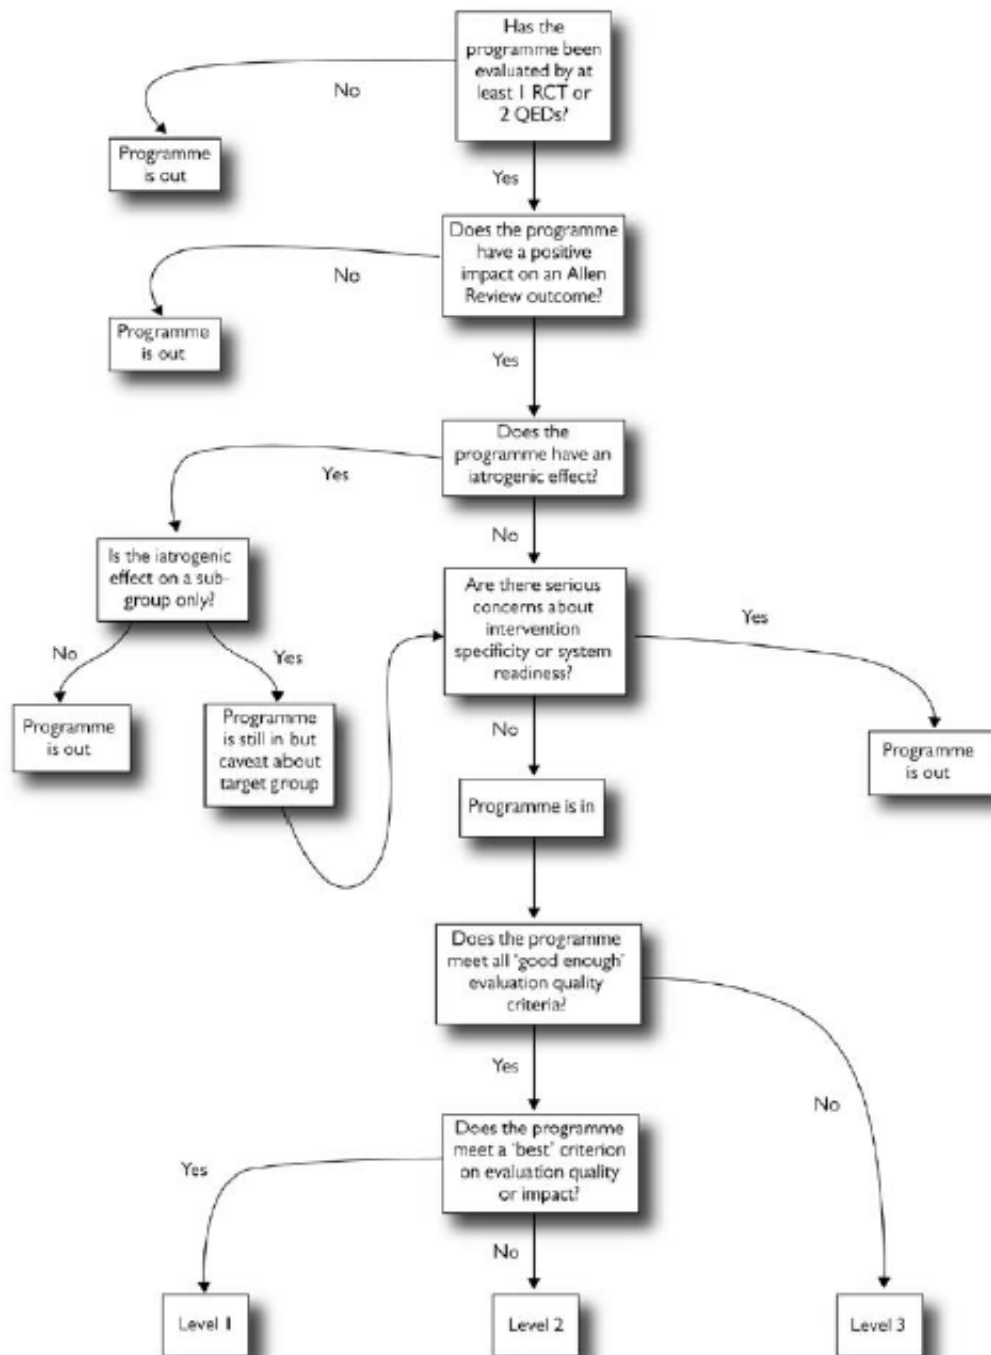 Has the
programme been
evaluated by at
least 1 RCT or
2 QEDs?
No
Programme
is out
Yes
Does the programme
have a positive
impact on an Allen
Review outcome?
No
Programme
is out
Yes
Does the
programme have an
iatrogenic effect?
Yes
No
Is the iatrogenic
effect on a sub-
group only?
Are there serious
concerns about
intervention
specificity or system
readiness?
Yes
No
Yes
Programme
is out
Programme
is still in but
caveat about
target group
No
Programme
is out
Programme is in
Does the programme
meet all 'good enough'
evaluation quality
criteria?
Yes
No
Does the programme
meet a 'best' criterion
on evaluation quality
or impact?
Yes
No
Level 1
Level 2
Level 3